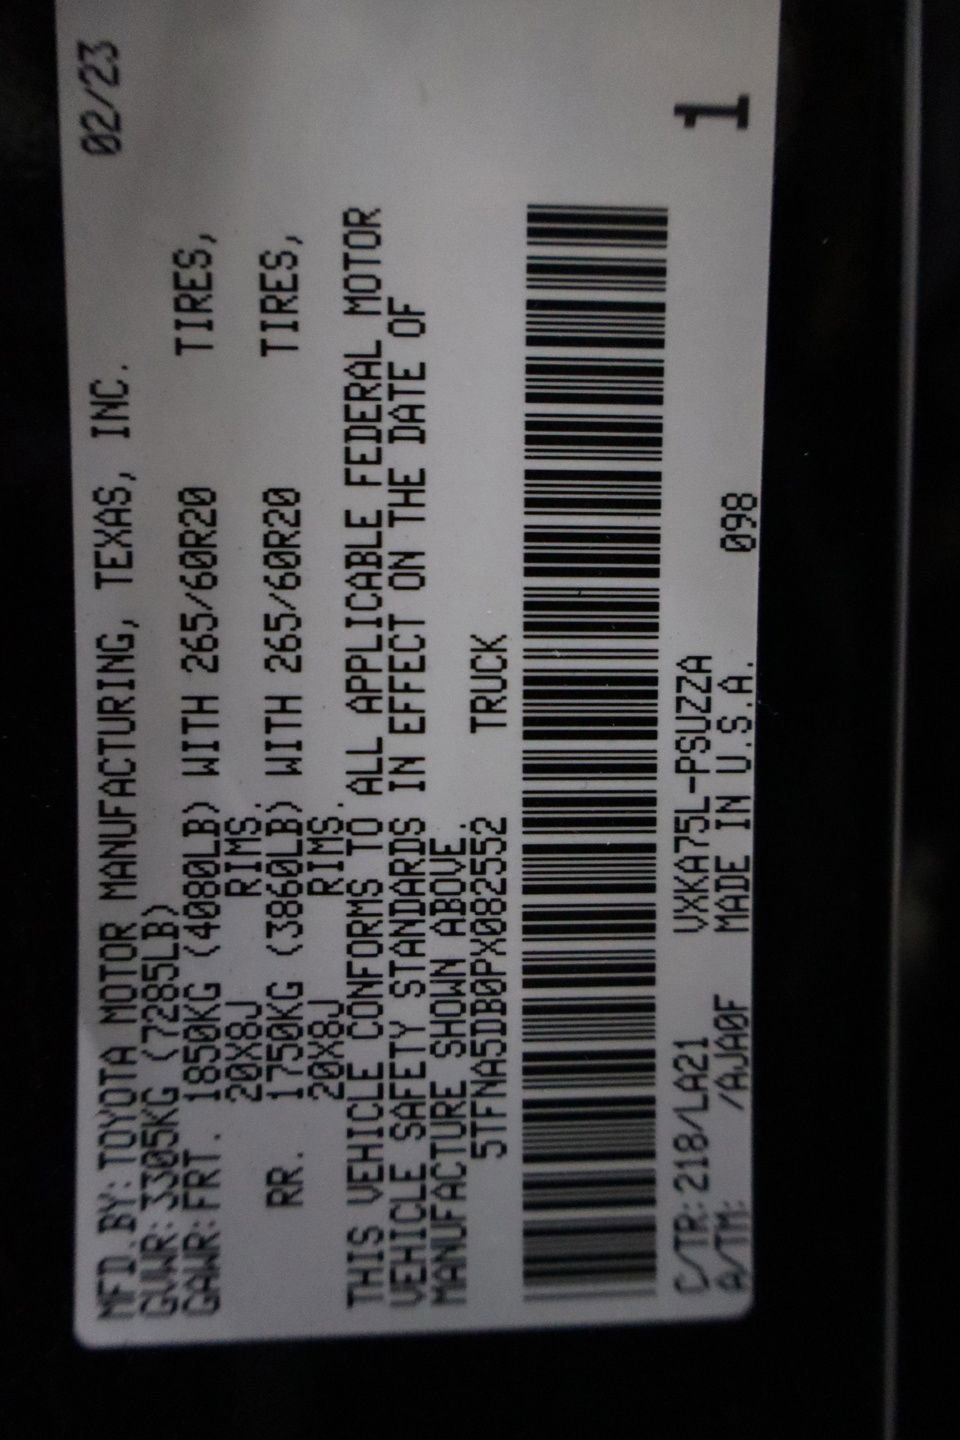 MFD.BY:TOYOTA MOTOR MANUFACTURING, TEXAS, INC. 02/23
GVWR:3305KG (7285LB)
GAWR:FRT. 1850KG (4080LB) WITH 265/60R20 TIRES,
20X8J RIMS.
RR. 1750KG (3860LB) WITH 265/60R20 TIRES,
20X8J RIMS.
THIS VEHICLE CONFORMS TO ALL APPLICABLE FEDERAL MOTOR
VEHICLE SAFETY STANDARDS IN EFFECT ON THE DATE OF
MANUFACTURE SHOWN ABOVE.
5TFNA5DB0PX082552 TRUCK
C/TR:218/LA21 VXKA75L-PSUZZA 1
A/TM: /AJA0F MADE IN U.S.A. 098